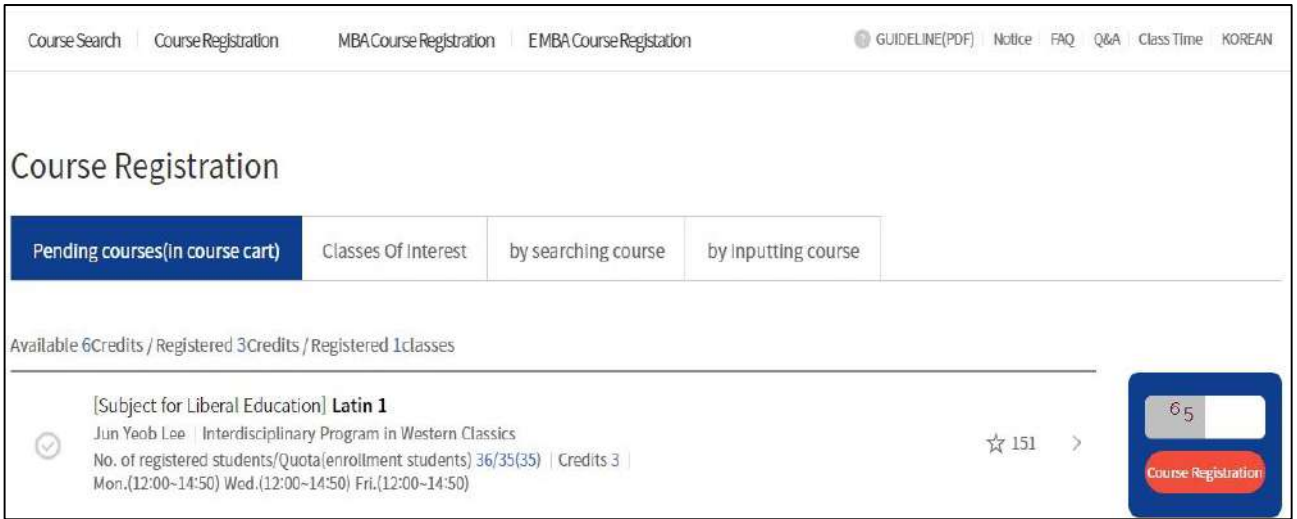 Course Search Course Registration MBA Course Registration EMBA Course Registation GUIDELINE(PDF) Notice FAQ Q&A Class Time KOREAN
Course Registration
Pending courses(in course cart) Classes Of Interest by searching course by inputting course
Available 6Credits / Registered 3Credits / Registered 1classes
[Subject for Liberal Education] Latin 1
Jun Yeob Lee | Interdisciplinary Program in Western Classics
No. of registered students/Quota(enrollment students) 36/35(35) | Credits 3 |
Mon.(12:00~14:50) Wed.(12:00~14:50) Fri.(12:00~14:50)
☆ 151 >
65
Course Registration